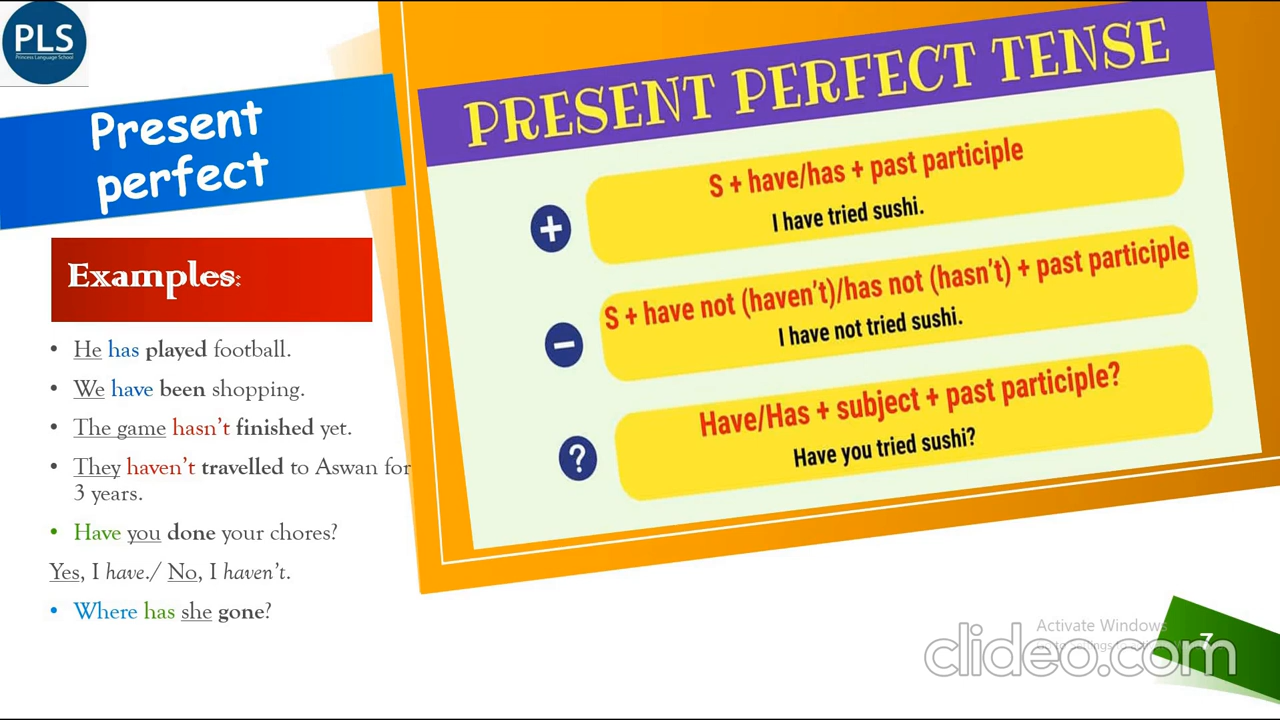 PLS
Princess Language School
Present
perfect
Examples:
• He has played football.
• We have been shopping.
• The game hasn't finished yet.
• They haven't travelled to Aswan for
3 years.
• Have you done your chores?
Yes, I have./ No, I haven't.
• Where has she gone?
PRESENT PERFECT TENSE
+
S + have/has + past participle
I have tried sushi.
−
S + have not (haven't)/has not (hasn't) + past participle
I have not tried sushi.
?
Have/Has + subject + past participle?
Have you tried sushi?
Activate Windows
7
clideo.com